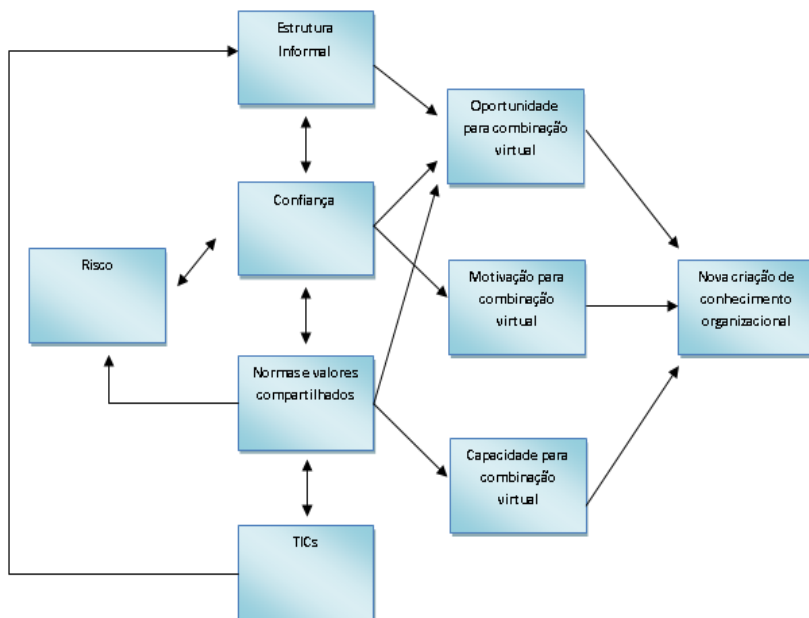 Estrutura
Informal
Oportunidade
para combinação
virtual
Confiança
Risco
Motivação para
combinação
virtual
Nova criação de
conhecimento
organizacional
Normas e valores
compartilhados
Capacidade para
combinação
virtual
TICs